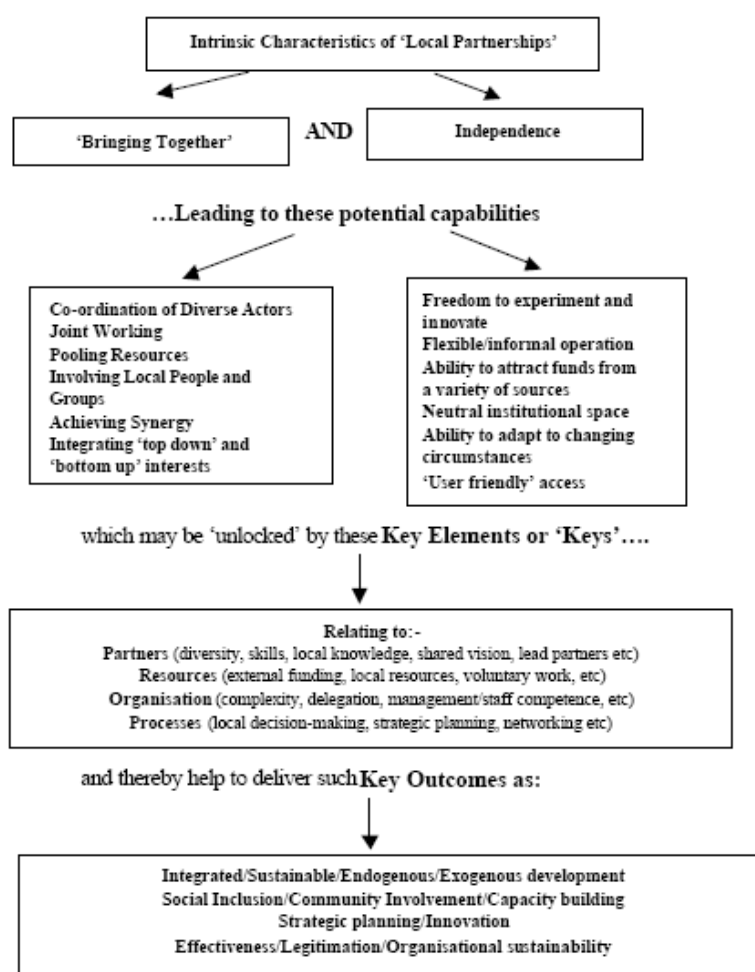 Intrinsic Characteristics of ‘Local Partnerships’
‘Bringing Together’
AND
Independence
…Leading to these potential capabilities
Co-ordination of Diverse Actors
Joint Working
Pooling Resources
Involving Local People and
Groups
Achieving Synergy
Integrating ‘top down’ and
‘bottom up’ interests
Freedom to experiment and
innovate
Flexible/informal operation
Ability to attract funds from
a variety of sources
Neutral institutional space
Ability to adapt to changing
circumstances
‘User friendly’ access
which may be ‘unlocked’ by these Key Elements or ‘Keys’….
Relating to:-
Partners (diversity, skills, local knowledge, shared vision, lead partners etc)
Resources (external funding, local resources, voluntary work, etc)
Organisation (complexity, delegation, management/staff competence, etc)
Processes (local decision-making, strategic planning, networking etc)
and thereby help to deliver such Key Outcomes as:
Integrated/Sustainable/Endogenous/Exogenous development
Social Inclusion/Community Involvement/Capacity building
Strategic planning/Innovation
Effectiveness/Legitimation/Organisational sustainability